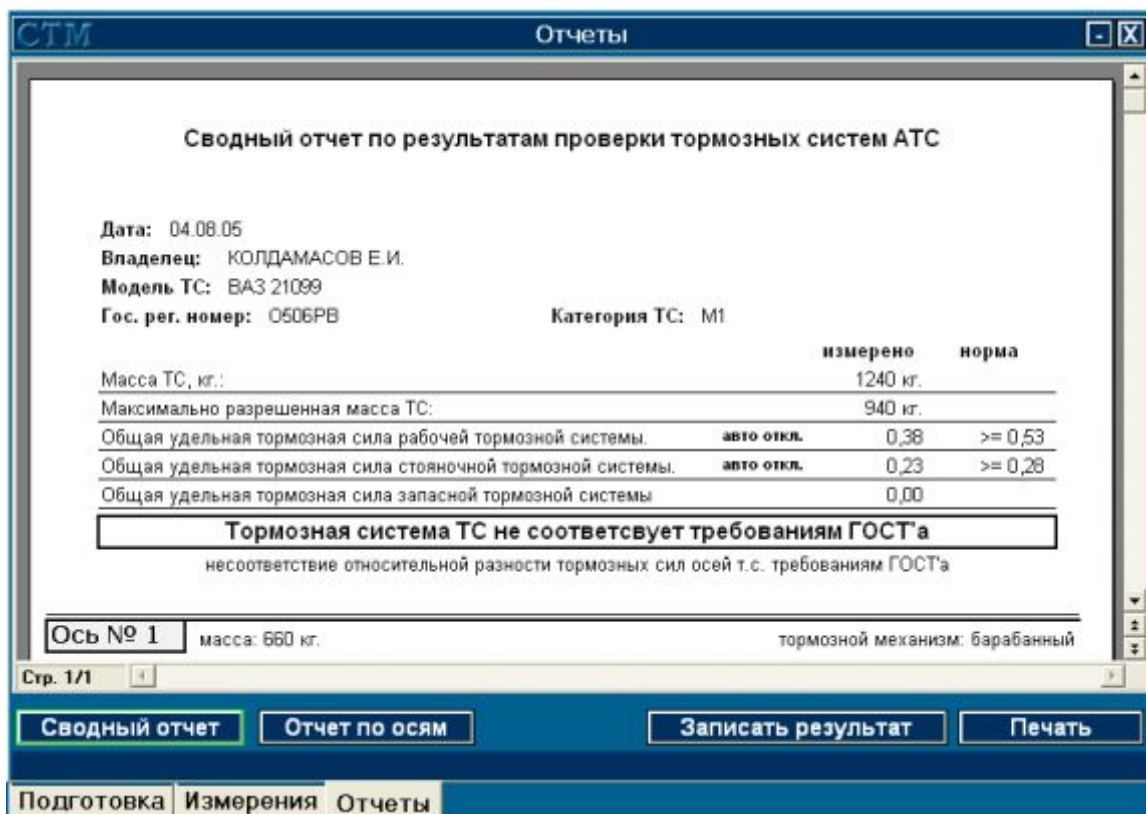 СТМ Отчеты - X
Сводный отчет по результатам проверки тормозных систем АТС
Дата: 04.08.05
Владелец: КОЛДАМАСОВ Е.И.
Модель ТС: ВАЗ 21099
Гос. рег. номер: О506РВ Категория ТС: М1
измерено норма
Масса ТС, кг.: 1240 кг.
Максимально разрешенная масса ТС: 940 кг.
Общая удельная тормозная сила рабочей тормозной системы. авто откл. 0,38 >= 0,53
Общая удельная тормозная сила стояночной тормозной системы. авто откл. 0,23 >= 0,28
Общая удельная тормозная сила запасной тормозной системы 0,00
Тормозная система ТС не соответсвует требованиям ГОСТ'а
несоответствие относительной разности тормозных сил осей т.с. требованиям ГОСТ'а
Ось № 1 масса: 660 кг. тормозной механизм: барабанный
Стр. 1/1
Сводный отчет Отчет по осям Записать результат Печать
Подготовка Измерения Отчеты